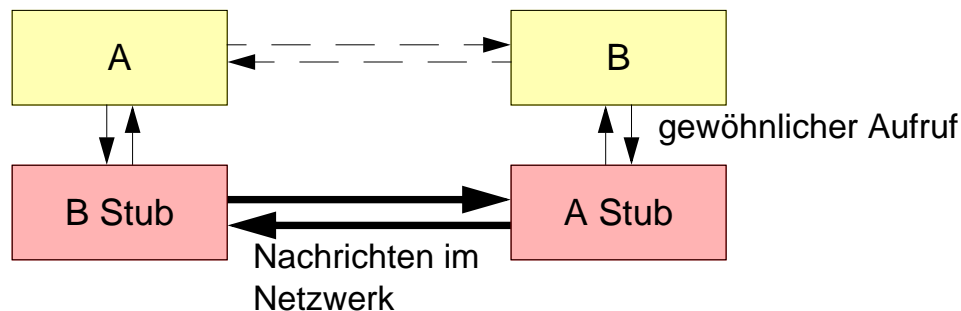 A
B
gewöhnlicher Aufruf
B Stub
A Stub
Nachrichten im
Netzwerk